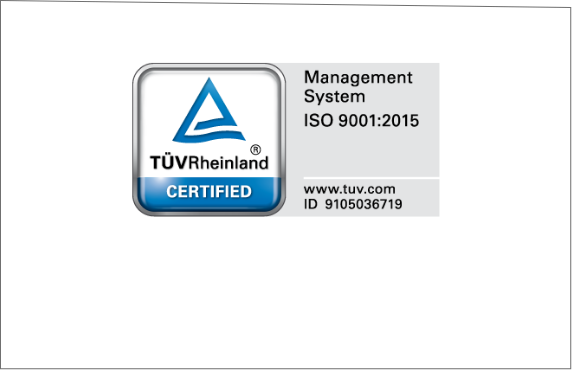 TÜVRheinland®
CERTIFIED
Management
System
ISO 9001:2015
www.tuv.com
ID 9105036719